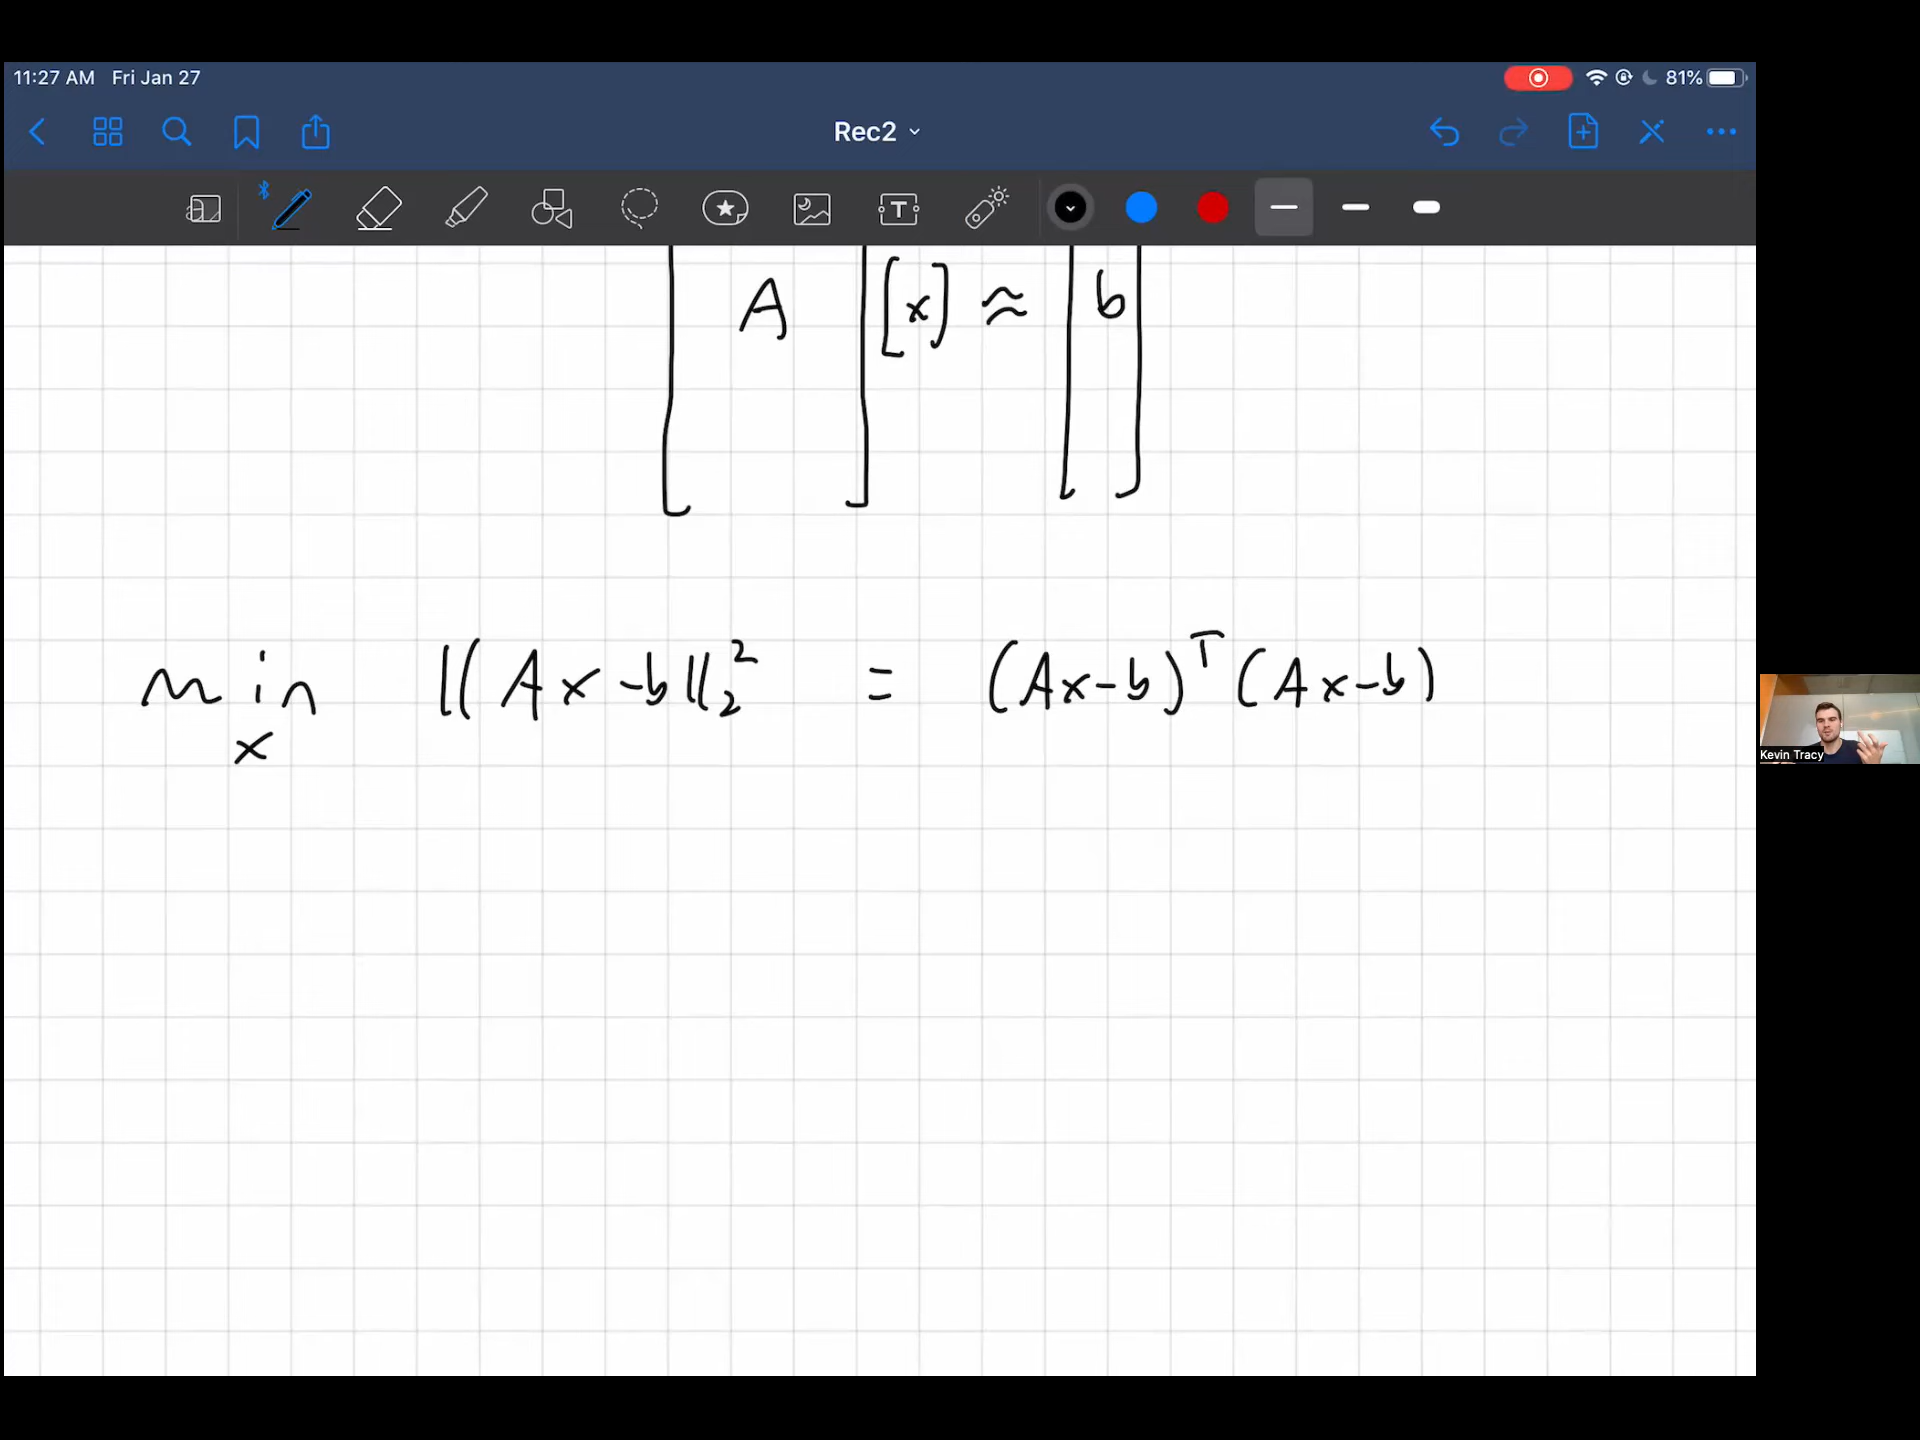 11:27 AM Fri Jan 27 81%
Rec2
T
A [x] ≈ b
min ||Ax-b||₂² = (Ax-b)ᵀ(Ax-b)
x
Kevin Tracy